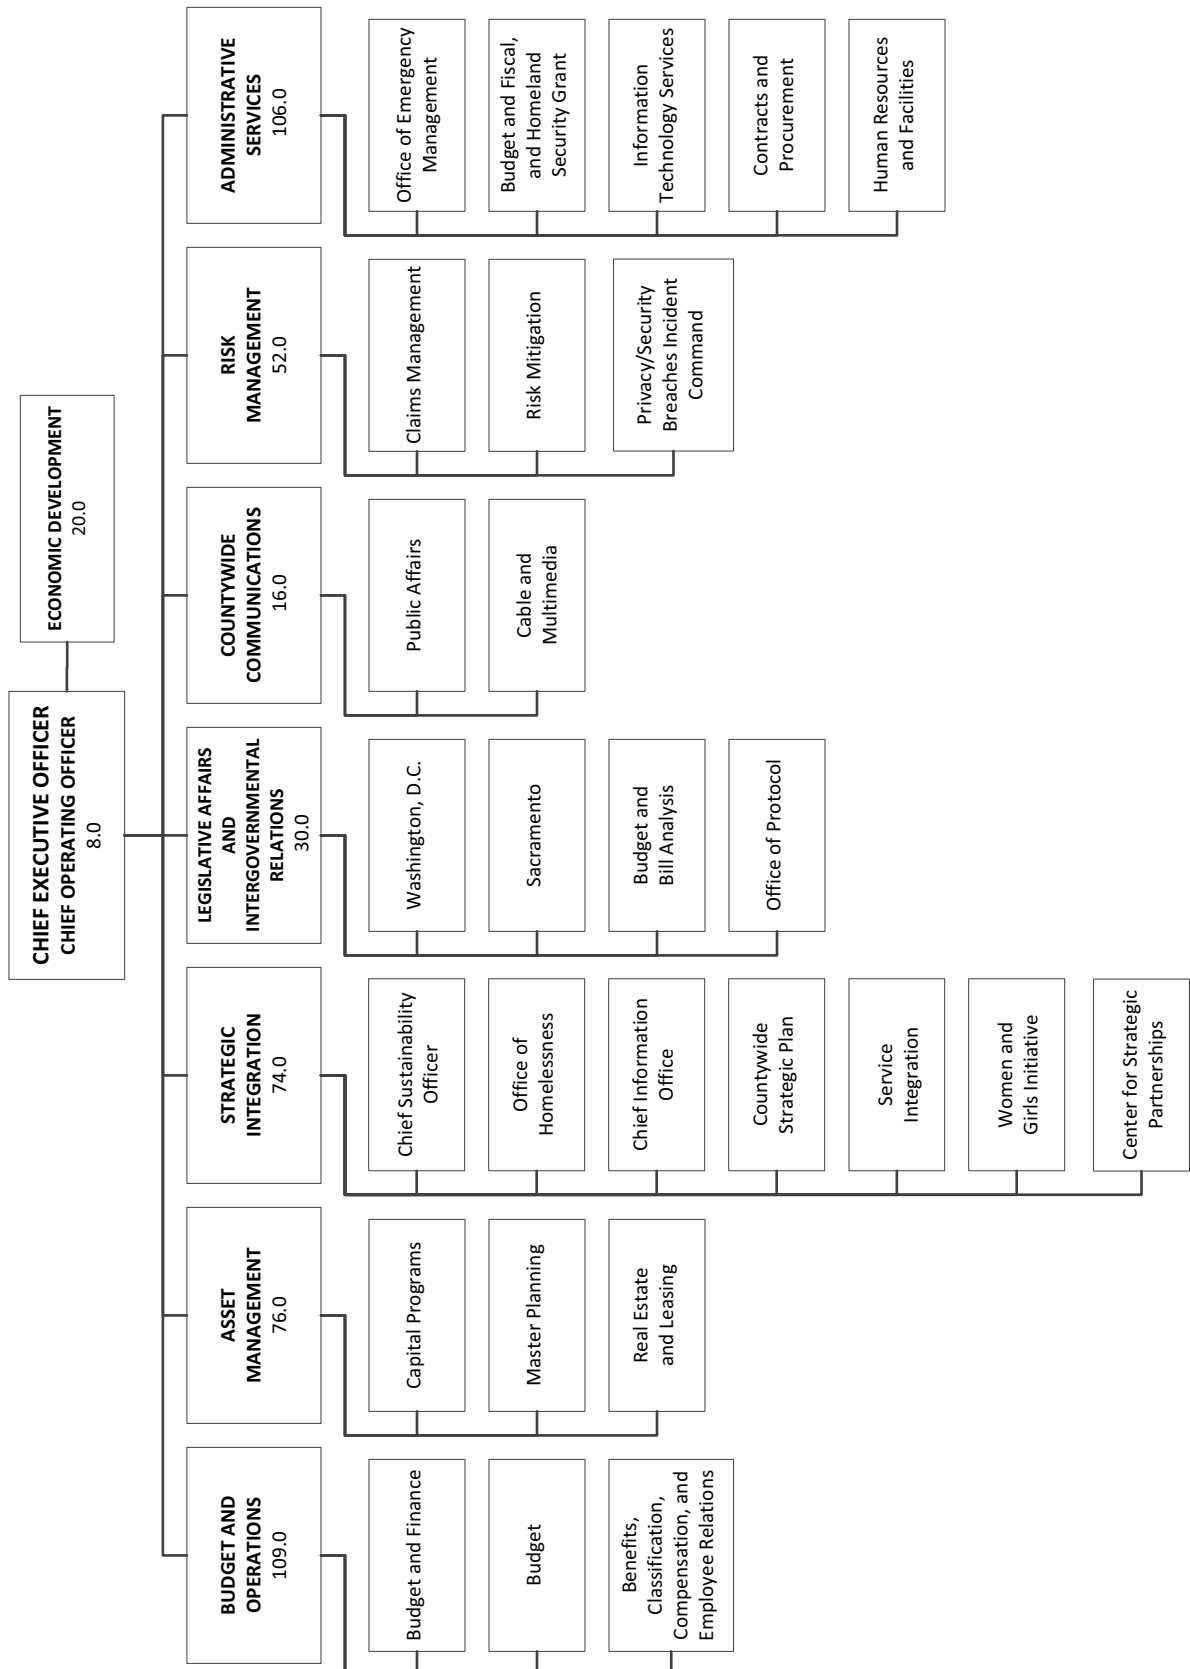 CHIEF EXECUTIVE OFFICER
CHIEF OPERATING OFFICER
8.0
ECONOMIC DEVELOPMENT
20.0
BUDGET AND
OPERATIONS
109.0
Budget and Finance
Budget
Benefits,
Classification,
Compensation, and
Employee Relations
ASSET
MANAGEMENT
76.0
Capital Programs
Master Planning
Real Estate
and Leasing
STRATEGIC
INTEGRATION
74.0
Chief Sustainability
Officer
Office of
Homelessness
Chief Information
Office
Countywide
Strategic Plan
Service
Integration
Women and
Girls Initiative
Center for Strategic
Partnerships
LEGISLATIVE AFFAIRS
AND
INTERGOVERNMENTAL
RELATIONS
30.0
Washington, D.C.
Sacramento
Budget and
Bill Analysis
Office of Protocol
COUNTYWIDE
COMMUNICATIONS
16.0
Public Affairs
Cable and
Multimedia
RISK
MANAGEMENT
52.0
Claims Management
Risk Mitigation
Privacy/Security
Breaches Incident
Command
ADMINISTRATIVE
SERVICES
106.0
Office of Emergency
Management
Budget and Fiscal,
and Homeland
Security Grant
Information
Technology Services
Contracts and
Procurement
Human Resources
and Facilities